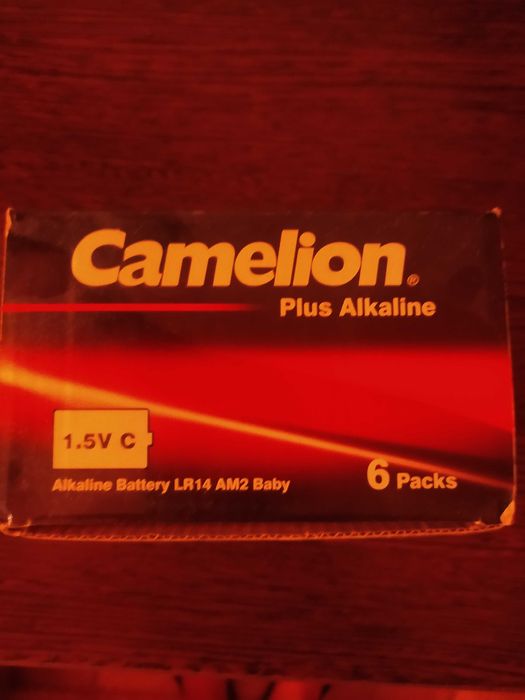 Camelion®
Plus Alkaline
1.5V C
Alkaline Battery LR14 AM2 Baby
6 Packs